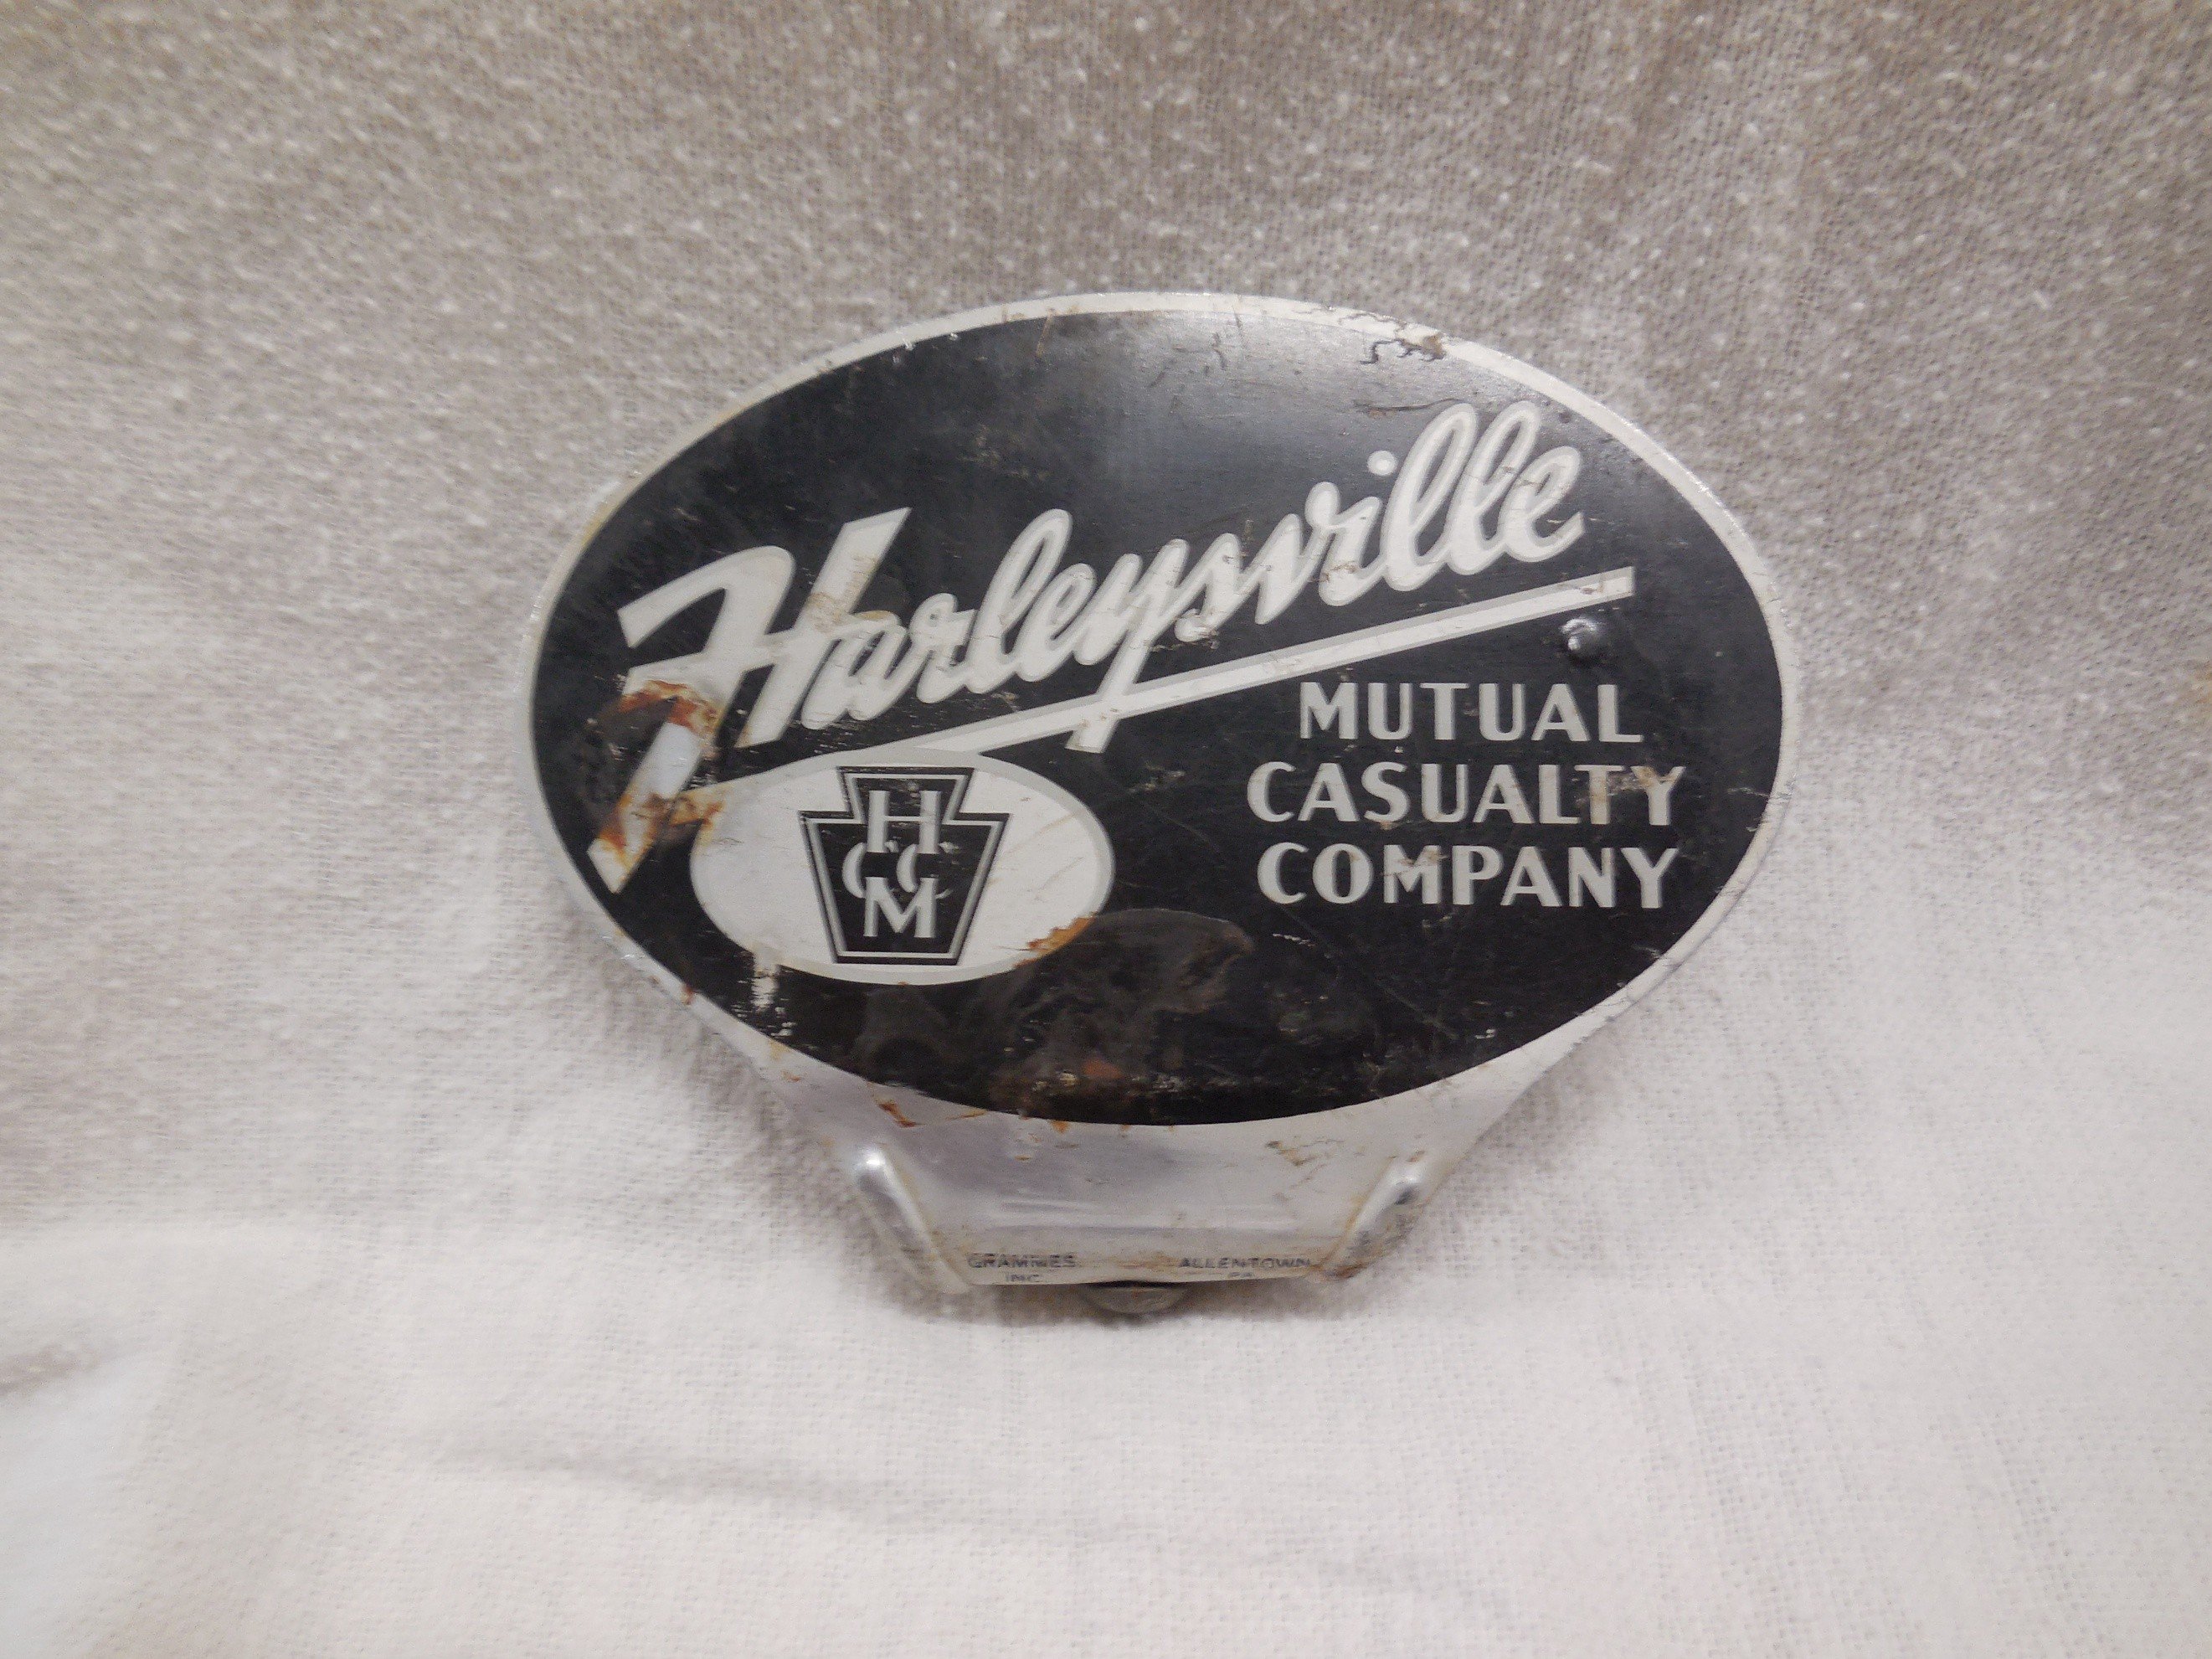 Harleysville
MUTUAL
CASUALTY
COMPANY
H
C. C.
M
GRAMMES ALLENTOWN
INC. PA.